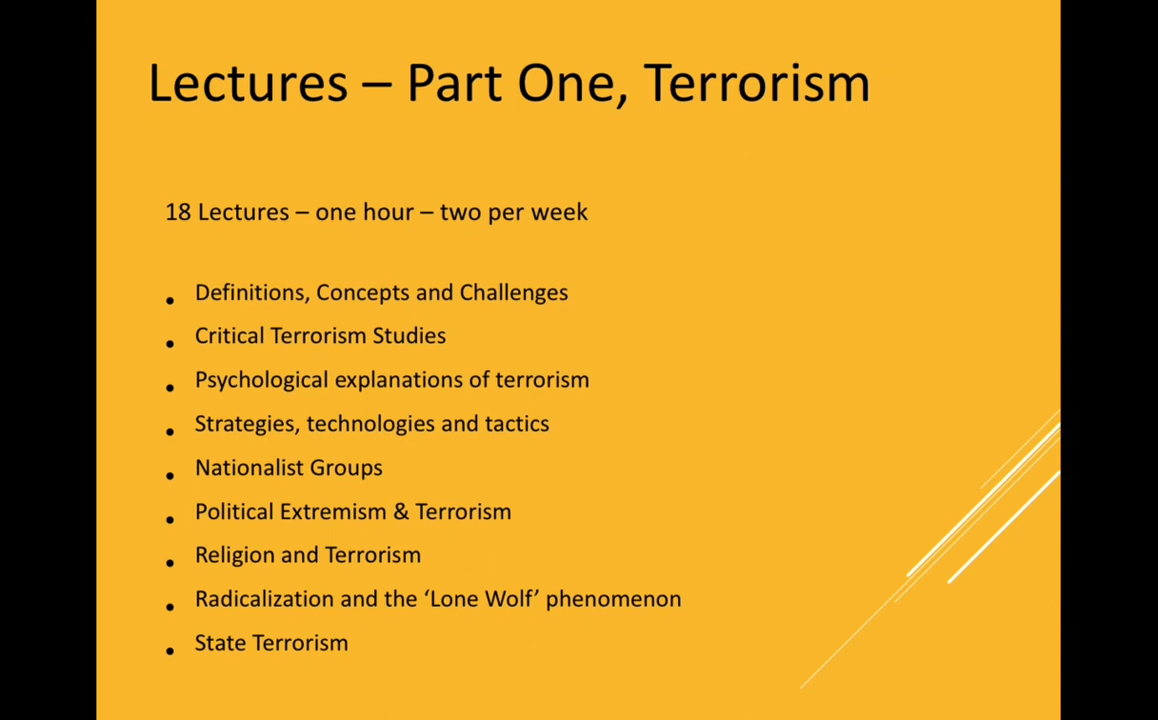 Lectures – Part One, Terrorism
18 Lectures – one hour – two per week
• Definitions, Concepts and Challenges
• Critical Terrorism Studies
• Psychological explanations of terrorism
• Strategies, technologies and tactics
• Nationalist Groups
• Political Extremism & Terrorism
• Religion and Terrorism
• Radicalization and the ‘Lone Wolf’ phenomenon
• State Terrorism